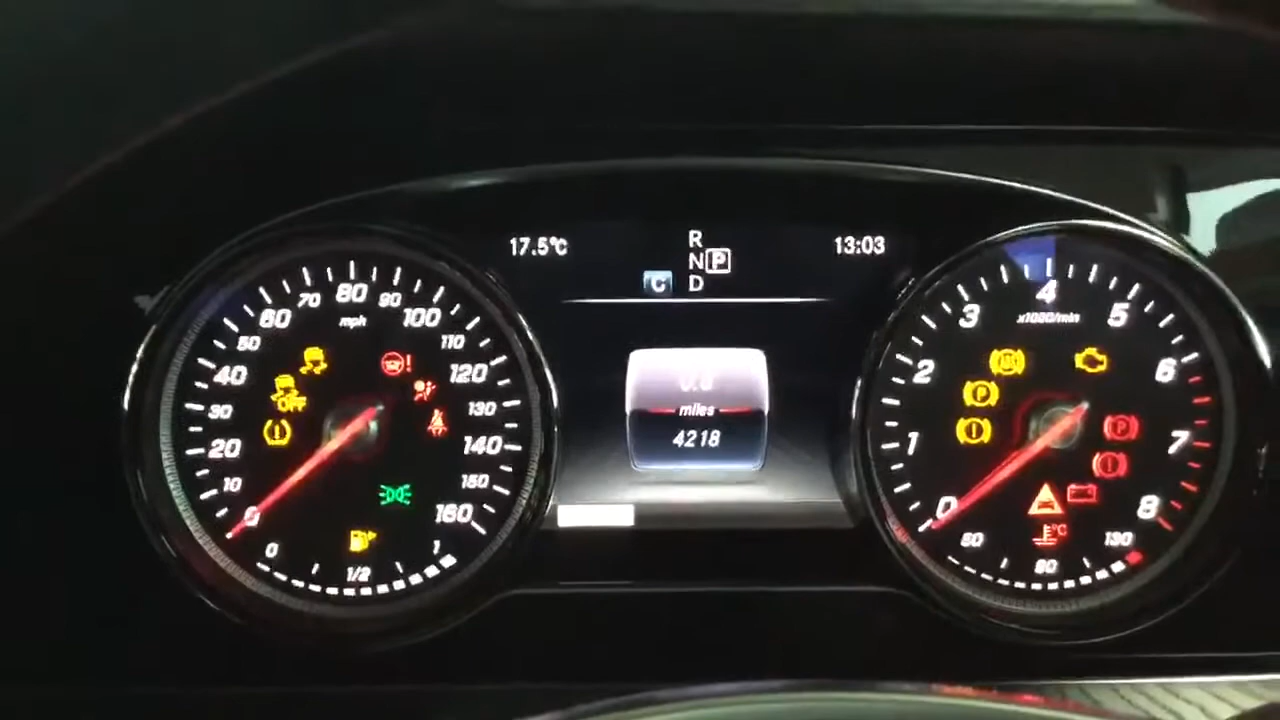 17.5°C
R
N P
C D
13:03
0 10 20 30 40 50 60 70 80 90 100 110 120 130 140 150 160
mph
OFF
!
0 1/2 1
miles
4218
0 1 2 3 4 5 6 7 8
x1000/min
P
P
°C
50 80 130